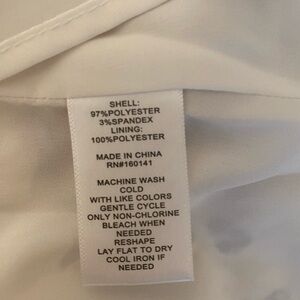 SHELL:
97%POLYESTER
3%SPANDEX
LINING:
100%POLYESTER
MADE IN CHINA
RN#160141
MACHINE WASH
COLD
WITH LIKE COLORS
GENTLE CYCLE
ONLY NON-CHLORINE
BLEACH WHEN
NEEDED
RESHAPE
LAY FLAT TO DRY
COOL IRON IF
NEEDED